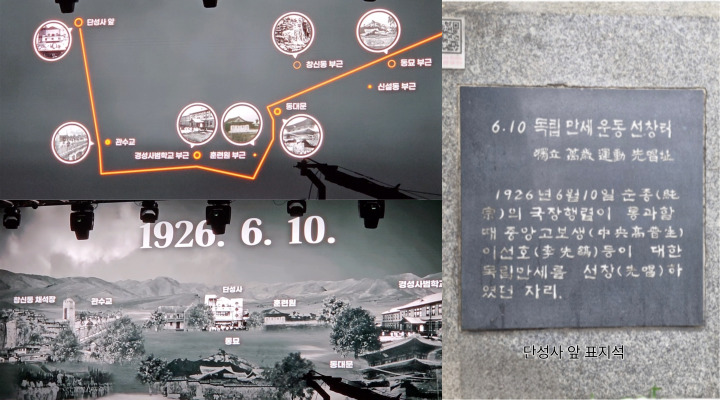 단성사 앞
창신동 부근
동묘 부근
신설동 부근
동대문
관수교
경성사범학교 부근
훈련원 부근
1926. 6. 10.
창신동 채석장
관수교
단성사
훈련원
경성사범학교
동묘
동대문
6.10 독립 만세 운동 선창터
獨立 萬歲 運動 先唱址
1926년 6월 10일 순종(純
宗)의 국장행렬이 통과할
때 중앙고보생(中央高普生)
이선호(李先鎬)등이 대한
독립만세를 선창(先唱)하
였던 자리.
단성사 앞 표지석